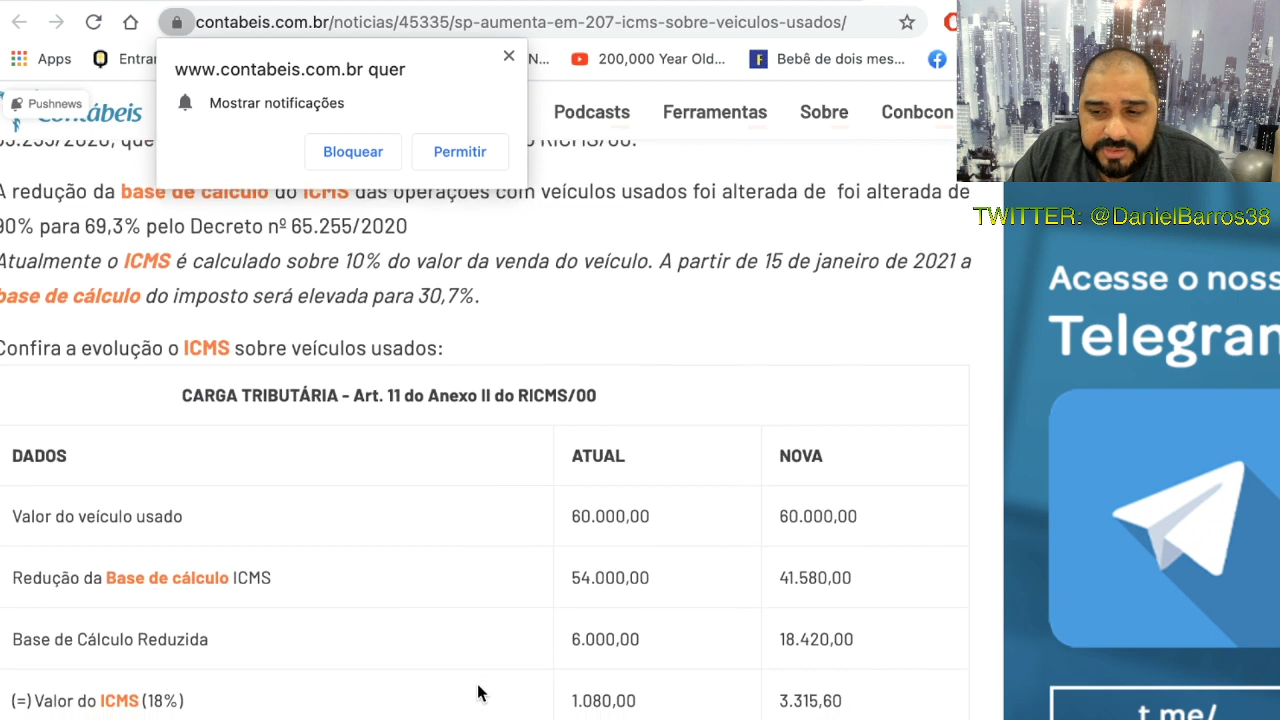 contabeis.com.br/noticias/45335/sp-aumenta-em-207-icms-sobre-veiculos-usados/
Apps
Entrar
N...
200,000 Year Old...
Bebê de dois mes...
www.contabeis.com.br quer
Mostrar notificações
Bloquear
Permitir
Pushnews
Contábeis
Podcasts
Ferramentas
Sobre
Conbcon
TWITTER: @DanielBarros38
A redução da base de cálculo do ICMS das operações com veículos usados foi alterada de foi alterada de
90% para 69,3% pelo Decreto nº 65.255/2020
Atualmente o ICMS é calculado sobre 10% do valor da venda do veículo. A partir de 15 de janeiro de 2021 a
base de cálculo do imposto será elevada para 30,7%.
Confira a evolução o ICMS sobre veículos usados:
CARGA TRIBUTÁRIA - Art. 11 do Anexo II do RICMS/00
DADOS ATUAL NOVA
Valor do veículo usado 60.000,00 60.000,00
Redução da Base de cálculo ICMS 54.000,00 41.580,00
Base de Cálculo Reduzida 6.000,00 18.420,00
(=) Valor do ICMS (18%) 1.080,00 3.315,60
Acesse o noss
Telegran
t.me/